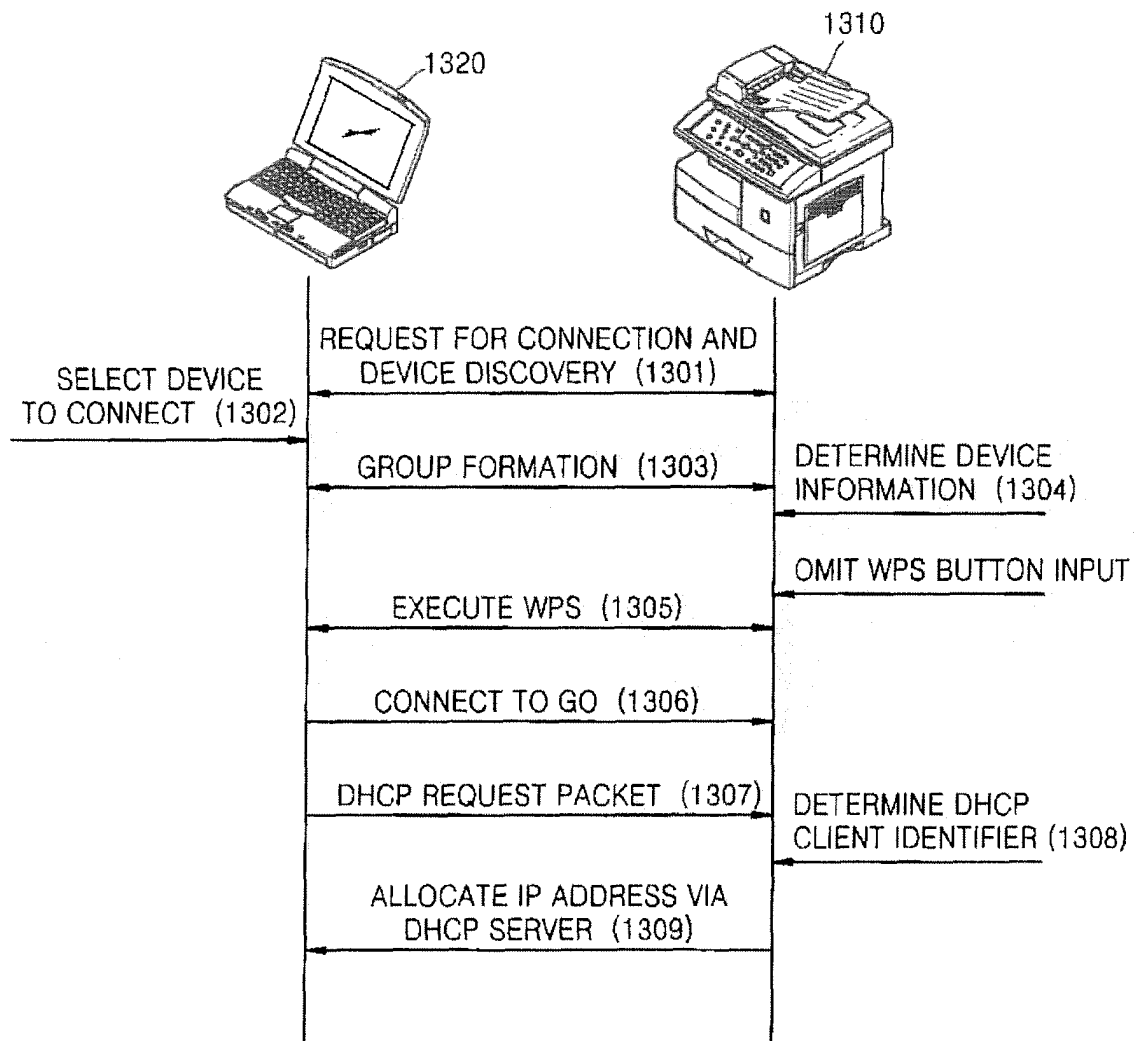 1320
1310
REQUEST FOR CONNECTION AND
DEVICE DISCOVERY (1301)
SELECT DEVICE
TO CONNECT (1302)
GROUP FORMATION (1303)
DETERMINE DEVICE
INFORMATION (1304)
OMIT WPS BUTTON INPUT
EXECUTE WPS (1305)
CONNECT TO GO (1306)
DHCP REQUEST PACKET (1307)
DETERMINE DHCP
CLIENT IDENTIFIER (1308)
ALLOCATE IP ADDRESS VIA
DHCP SERVER (1309)